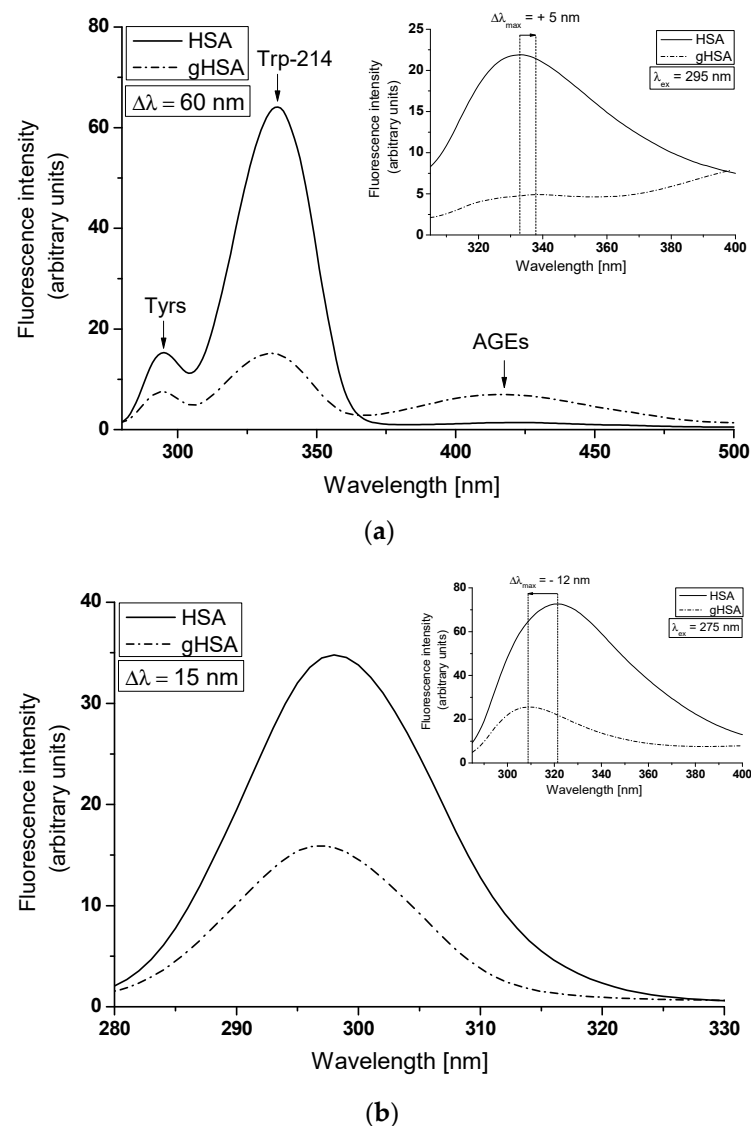 HSA
gHSA
Δλ = 60 nm
Trp-214
Tyrs
AGEs
80
60
40
20
0
300
350
400
450
500
Fluorescence intensity
(arbitrary units)
Wavelength [nm]
Δλmax = + 5 nm
HSA
gHSA
λex = 295 nm
25
20
15
10
5
0
320
340
360
380
400
Fluorescence intensity
(arbitrary units)
Wavelength [nm]
(a)
HSA
gHSA
Δλ = 15 nm
40
30
20
10
0
280
290
300
310
320
330
Fluorescence intensity
(arbitrary units)
Wavelength [nm]
Δλmax = - 12 nm
HSA
gHSA
λex = 275 nm
80
60
40
20
0
300
320
340
360
380
400
Fluorescence intensity
(arbitrary units)
Wavelength [nm]
(b)